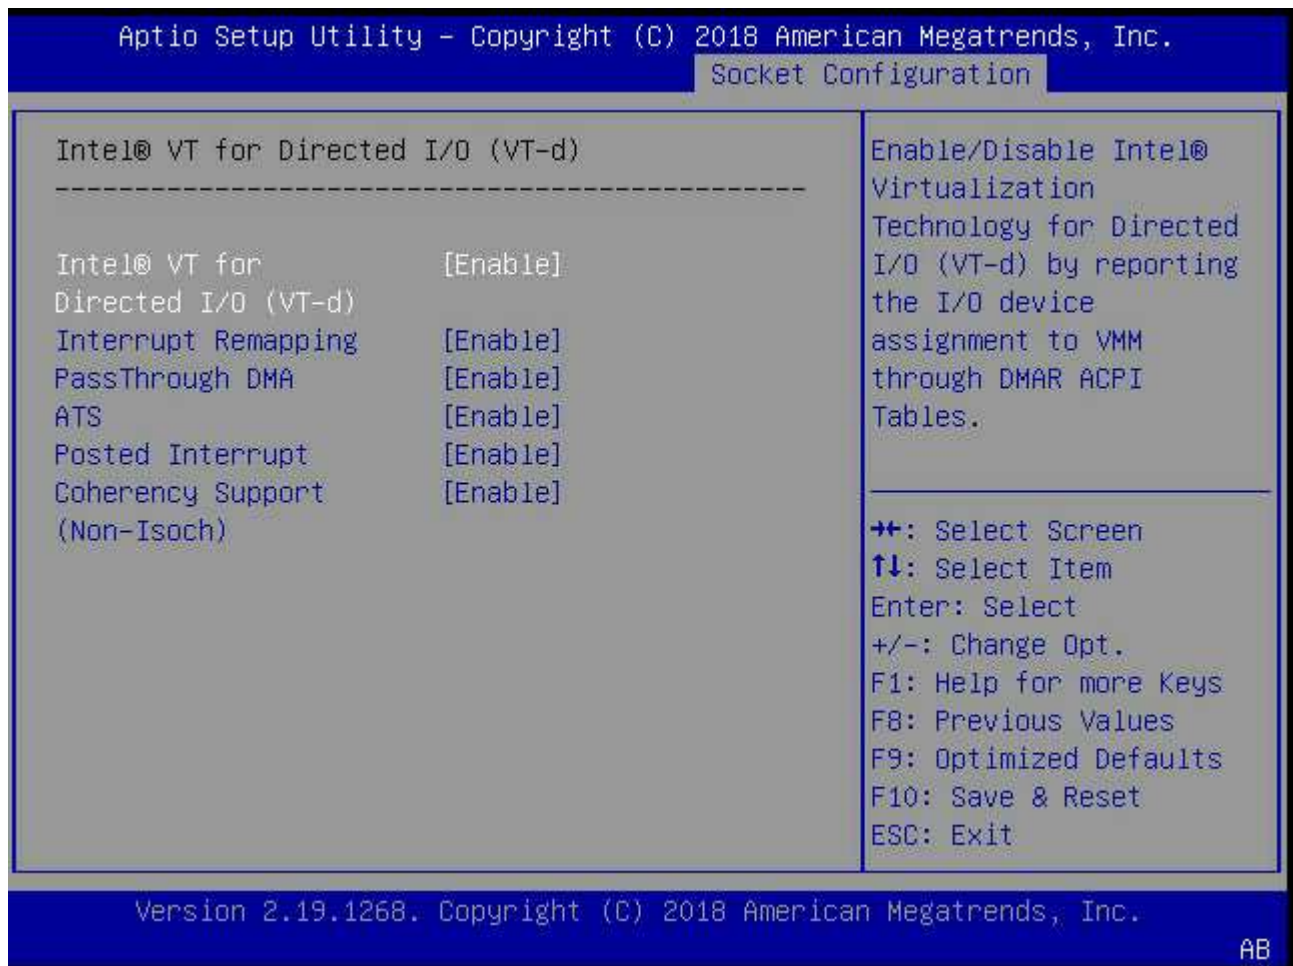 Aptio Setup Utility – Copyright (C) 2018 American Megatrends, Inc.
Socket Configuration
Intel® VT for Directed I/O (VT-d)
-----------------------------------------------
Intel® VT for [Enable]
Directed I/O (VT-d)
Interrupt Remapping [Enable]
PassThrough DMA [Enable]
ATS [Enable]
Posted Interrupt [Enable]
Coherency Support [Enable]
(Non-Isoch)
Enable/Disable Intel®
Virtualization
Technology for Directed
I/O (VT-d) by reporting
the I/O device
assignment to VMM
through DMAR ACPI
Tables.
→←: Select Screen
↑↓: Select Item
Enter: Select
+/-: Change Opt.
F1: Help for more Keys
F8: Previous Values
F9: Optimized Defaults
F10: Save & Reset
ESC: Exit
Version 2.19.1268. Copyright (C) 2018 American Megatrends, Inc.
AB